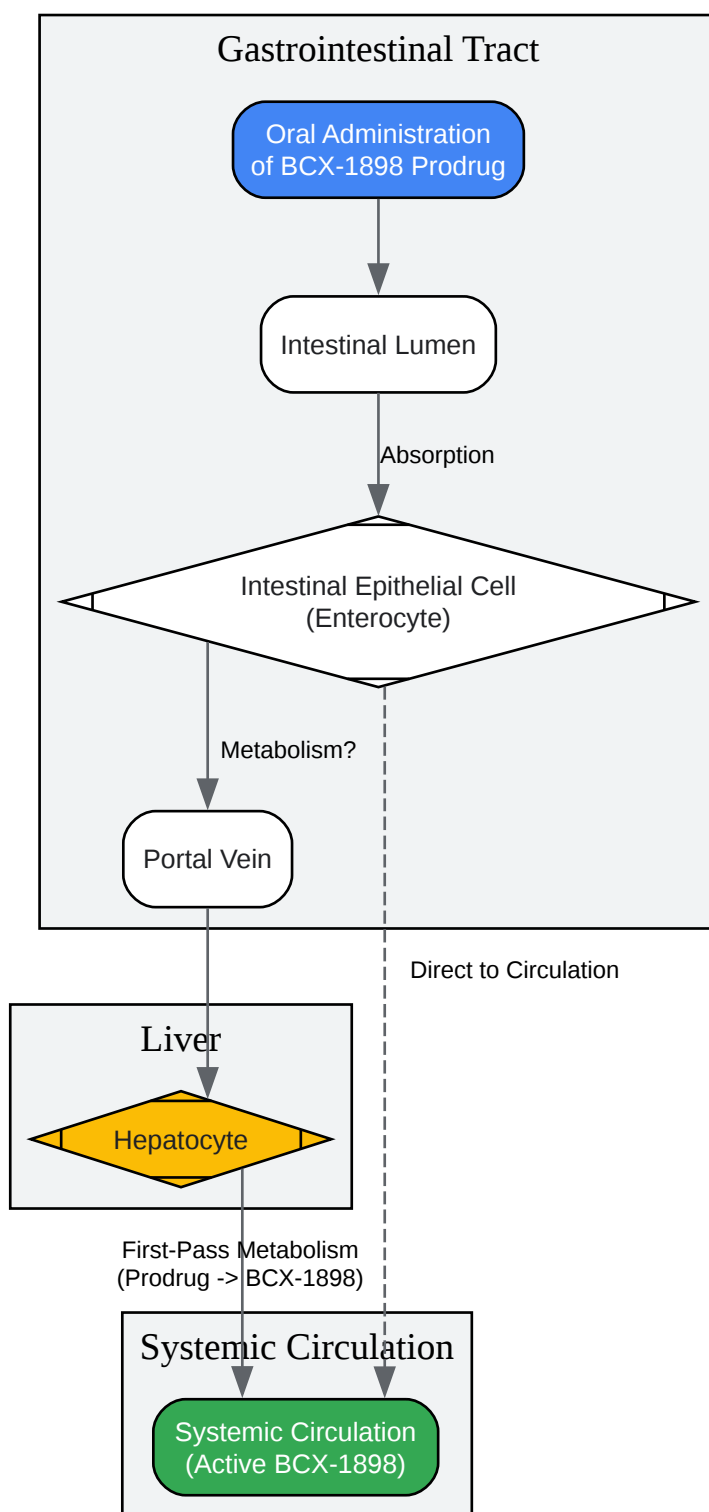 Gastrointestinal Tract
Oral Administration
of BCX-1898 Prodrug
Intestinal Lumen
Absorption
Intestinal Epithelial Cell
(Enterocyte)
Metabolism?
Portal Vein
Direct to Circulation
Liver
Hepatocyte
First-Pass Metabolism
(Prodrug -> BCX-1898)
Systemic Circulation
Systemic Circulation
(Active BCX-1898)